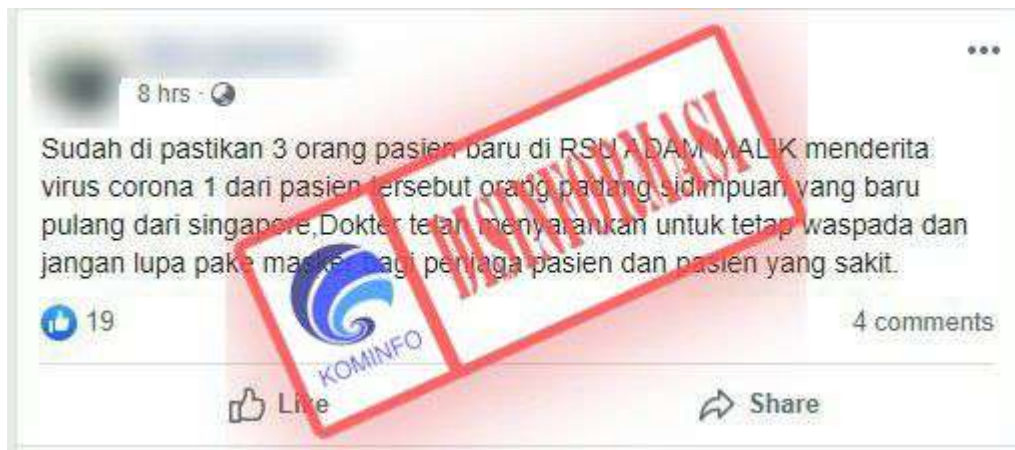 8 hrs
Sudah di pastikan 3 orang pasien baru di RSU ADAM MALIK menderita
virus corona 1 dari pasien tersebut orang padang sidimpuan yang baru
pulang dari singapore,Dokter telah menyarankan untuk tetap waspada dan
jangan lupa pake masker bagi penjaga pasien dan pasien yang sakit.
DISINFORMASI
KOMINFO
19
4 comments
Like
Share